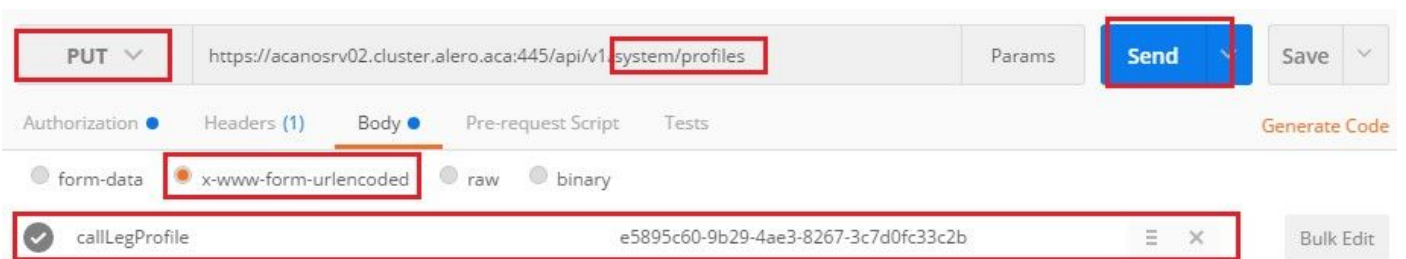 PUT https://acanosrv02.cluster.alero.aca:445/api/v1/system/profiles Params Send Save
Authorization Headers (1) Body Pre-request Script Tests Generate Code
form-data x-www-form-urlencoded raw binary
callLegProfile e5895c60-9b29-4ae3-8267-3c7d0fc33c2b Bulk Edit